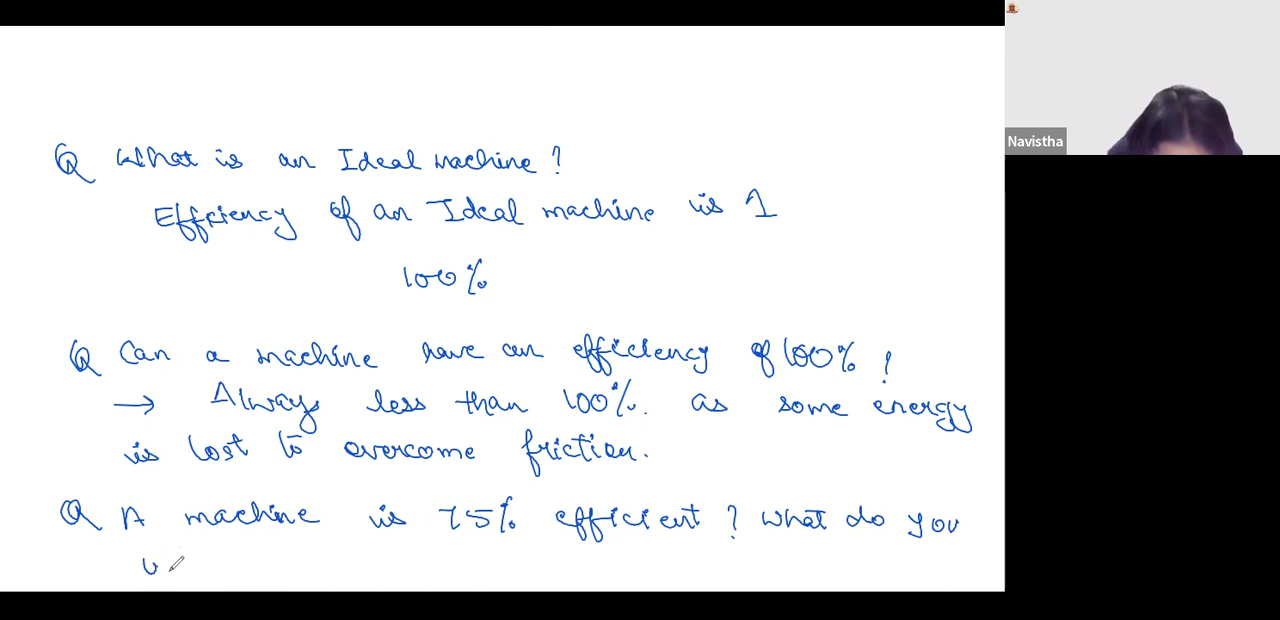 Q What is an Ideal machine?
Efficiency of an Ideal machine is 1
100%
Q Can a machine have an efficiency of 100%?
→ Always less than 100%. as some energy
is lost to overcome friction.
Q A machine is 75% efficient? What do you
u
Navistha